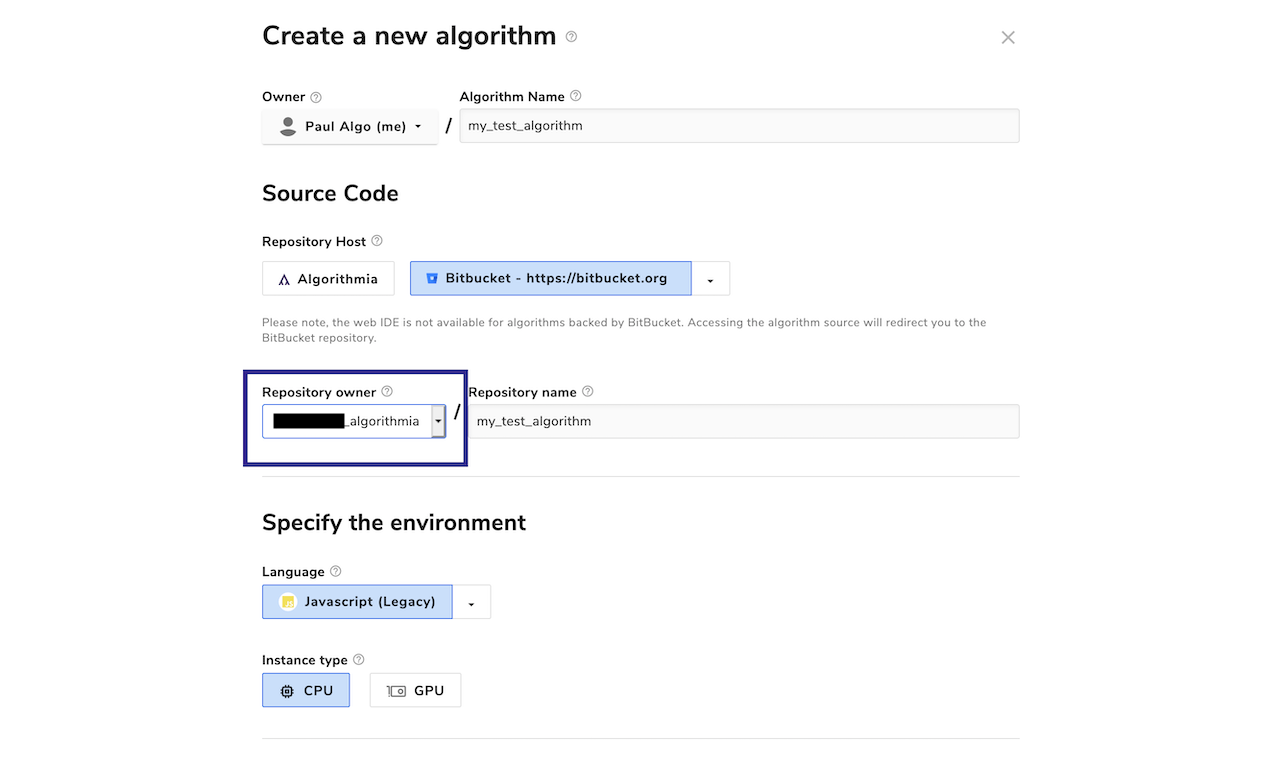 Create a new algorithm
Owner
Algorithm Name
Paul Algo (me)
/
my_test_algorithm
Source Code
Repository Host
Algorithmia
Bitbucket - https://bitbucket.org
Please note, the web IDE is not available for algorithms backed by BitBucket. Accessing the algorithm source will redirect you to the
BitBucket repository.
Repository owner
Repository name
_algorithmia
/
my_test_algorithm
Specify the environment
Language
JS Javascript (Legacy)
Instance type
CPU
GPU